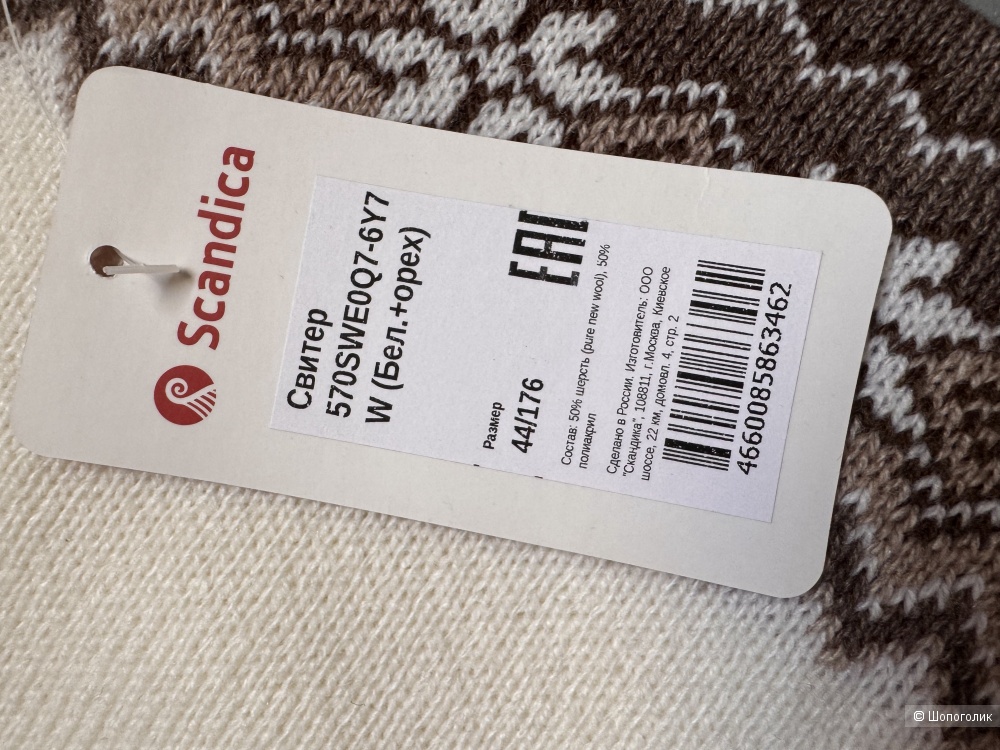 Scandica
Свитер
570SWE0Q7-6Y7
W (Бел.+орех)
EAC
Размер
44/176
Состав: 50% шерсть (pure new wool), 50%
полиакрил
Сделано в России. Изготовитель: ООО
"Скандика", 108811, г.Москва, Киевское
шоссе, 22 км, домовл. 4, стр. 2
4660085863462
© Шопоголик